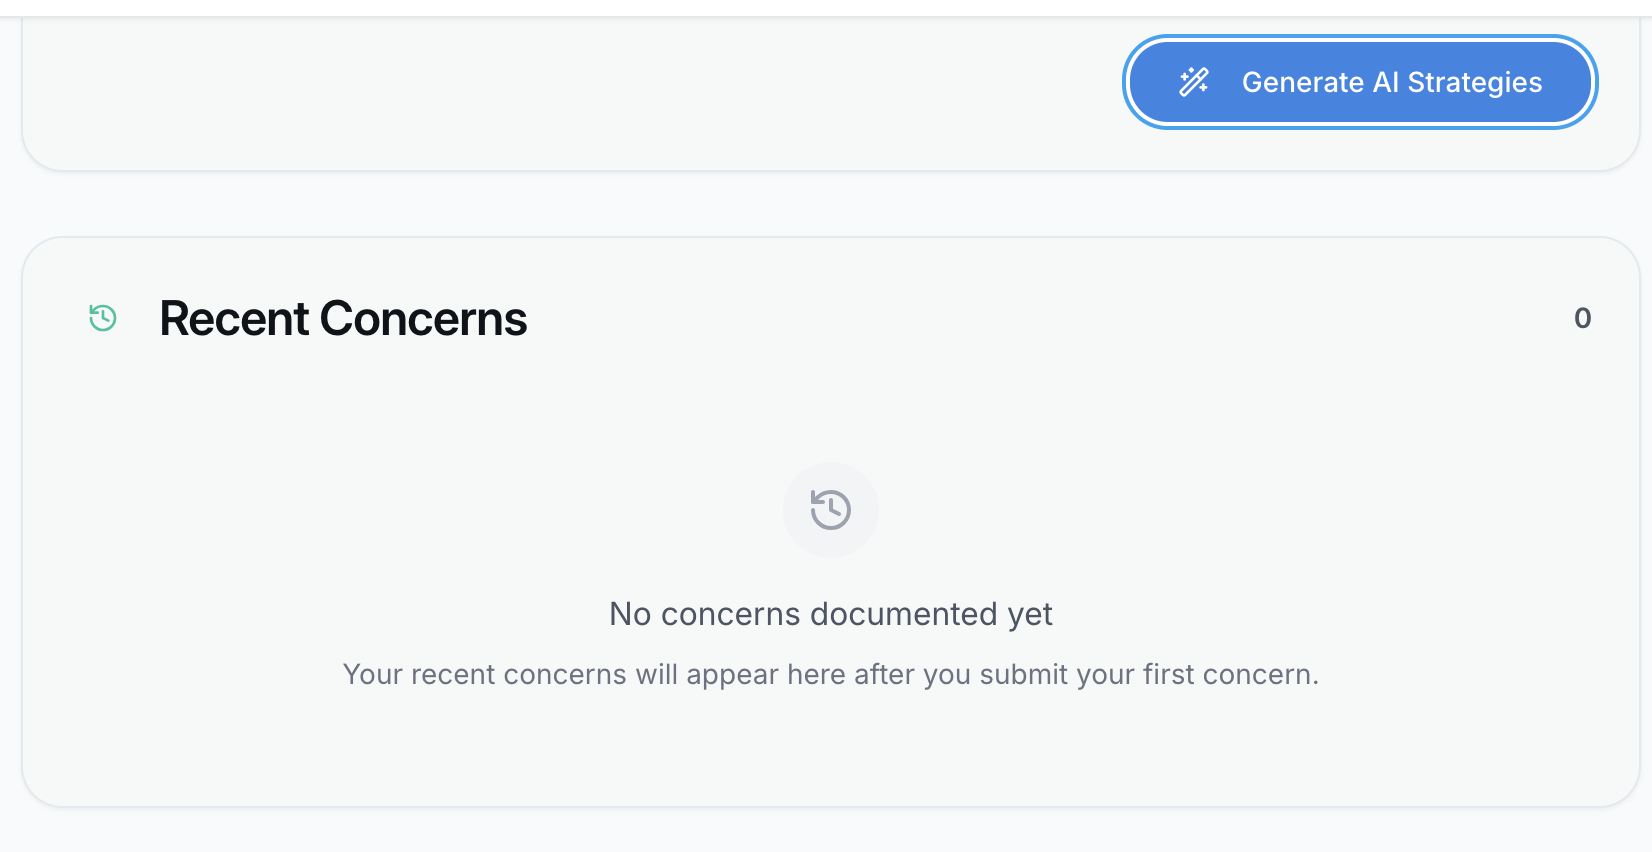 Generate AI Strategies
Recent Concerns
0
No concerns documented yet
Your recent concerns will appear here after you submit your first concern.